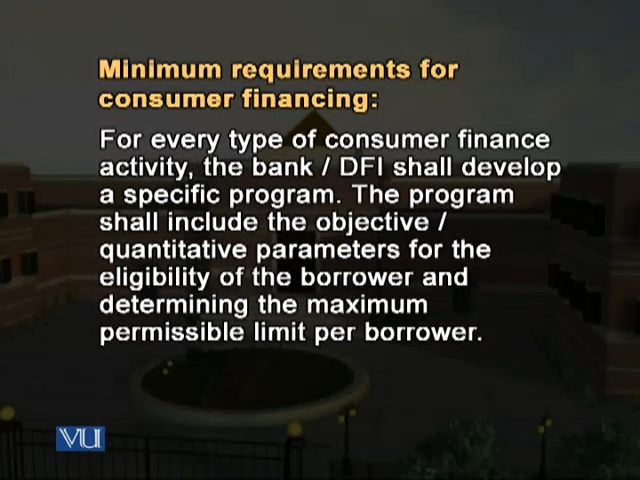 Minimum requirements for
consumer financing:
For every type of consumer finance
activity, the bank / DFI shall develop
a specific program. The program
shall include the objective /
quantitative parameters for the
eligibility of the borrower and
determining the maximum
permissible limit per borrower.
VU